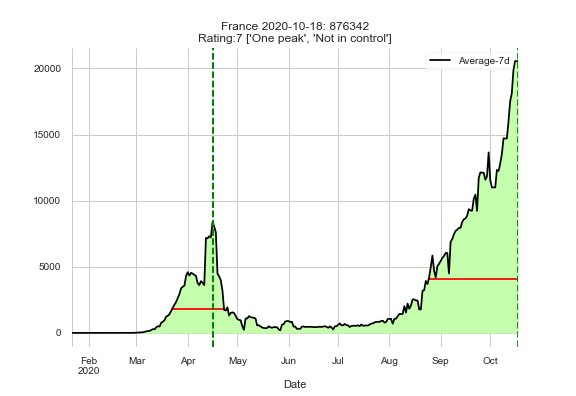 France 2020-10-18: 876342
Rating:7 ['One peak', 'Not in control']
Average-7d
20000
15000
10000
5000
0
Feb Mar Apr May Jun Jul Aug Sep Oct
2020
Date